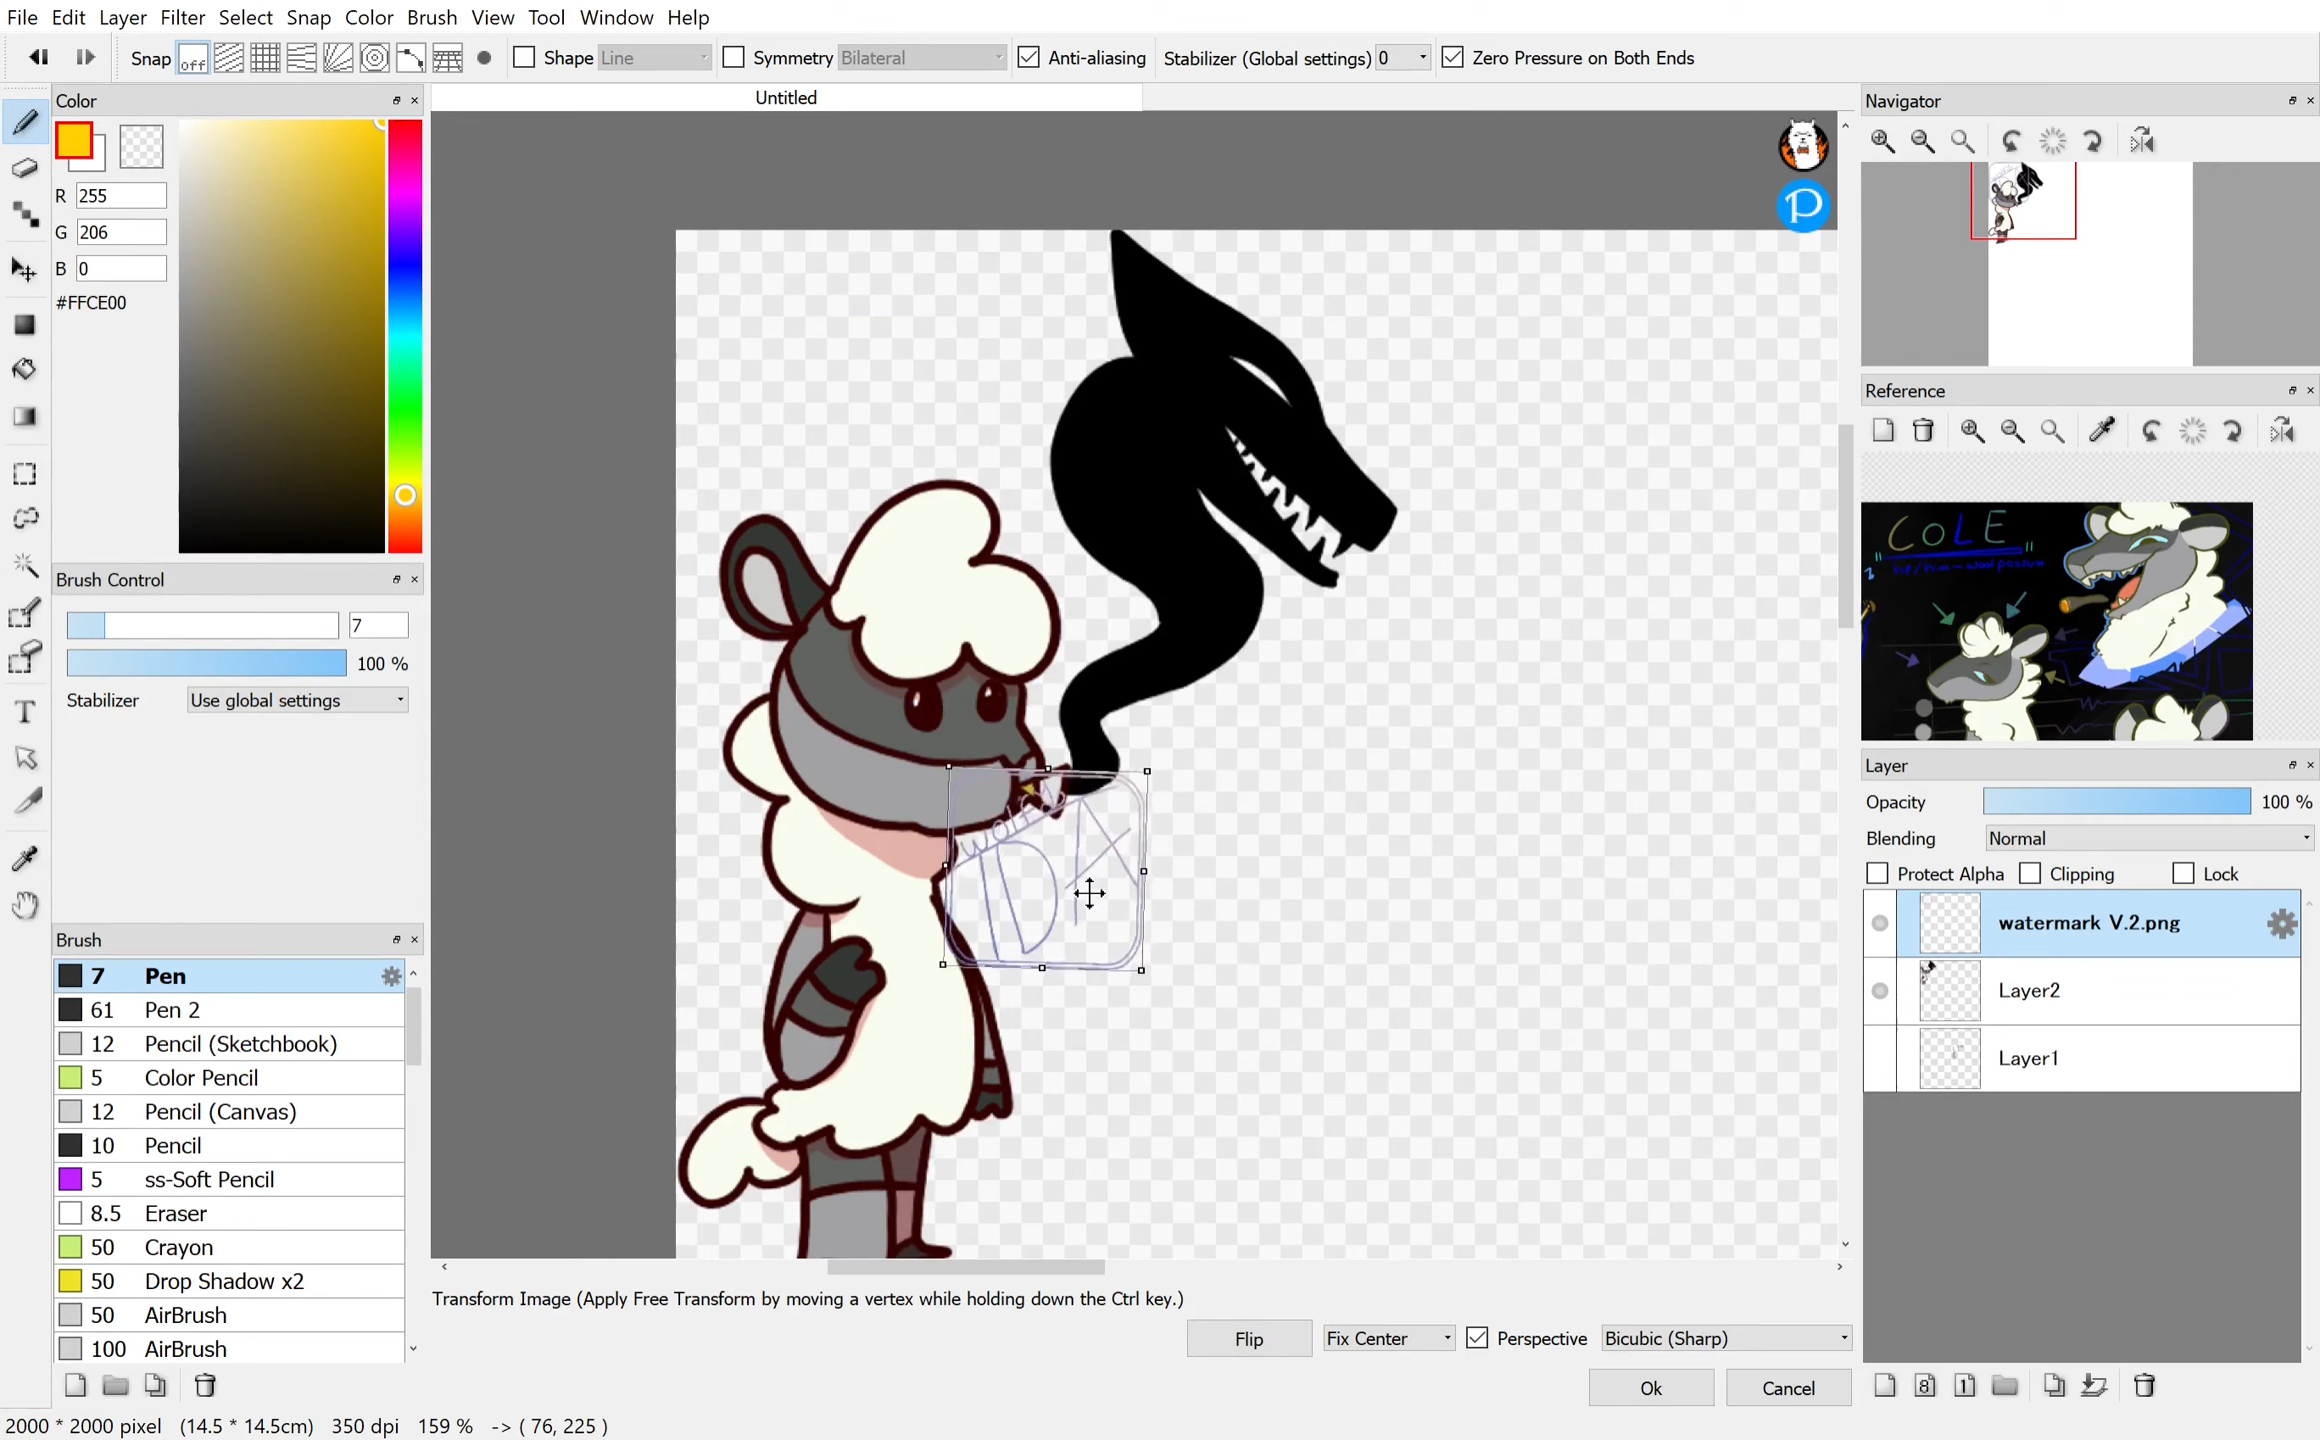 File Edit Layer Filter Select Snap Color Brush View Tool Window Help
Snap off Shape Line Symmetry Bilateral Anti-aliasing Stabilizer (Global settings) 0 Zero Pressure on Both Ends
Color
R 255
G 206
B 0
#FFCE00
Brush Control
7
100 %
Stabilizer Use global settings
Brush
7 Pen
61 Pen 2
12 Pencil (Sketchbook)
5 Color Pencil
12 Pencil (Canvas)
10 Pencil
5 ss-Soft Pencil
8.5 Eraser
50 Crayon
50 Drop Shadow x2
50 AirBrush
100 AirBrush
Untitled
P
Transform Image (Apply Free Transform by moving a vertex while holding down the Ctrl key.)
Flip Fix Center Perspective Bicubic (Sharp)
Ok Cancel
Navigator
Reference
"COLE"
he/him-woolpossum
Layer
Opacity 100 %
Blending Normal
Protect Alpha Clipping Lock
watermark V.2.png
Layer2
Layer1
8 1
2000 * 2000 pixel (14.5 * 14.5cm) 350 dpi 159 % -> ( 76, 225 )